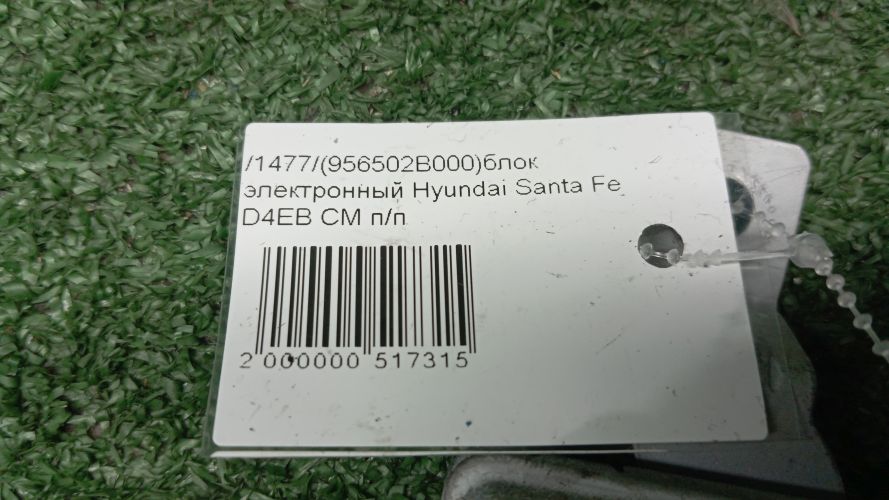 /1477/(956502B000)блок
электронный Hyundai Santa Fe
D4EB CM п/п
2 000000 517315